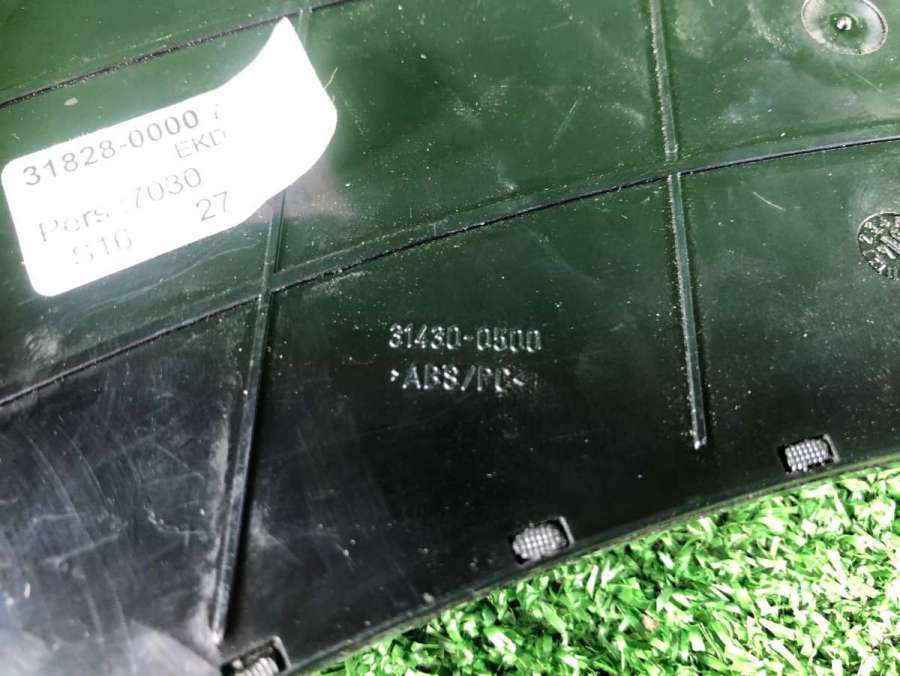 31828-0000
EKD
Pers.:7030
S16 27
31430-0500
>ABS/PC<